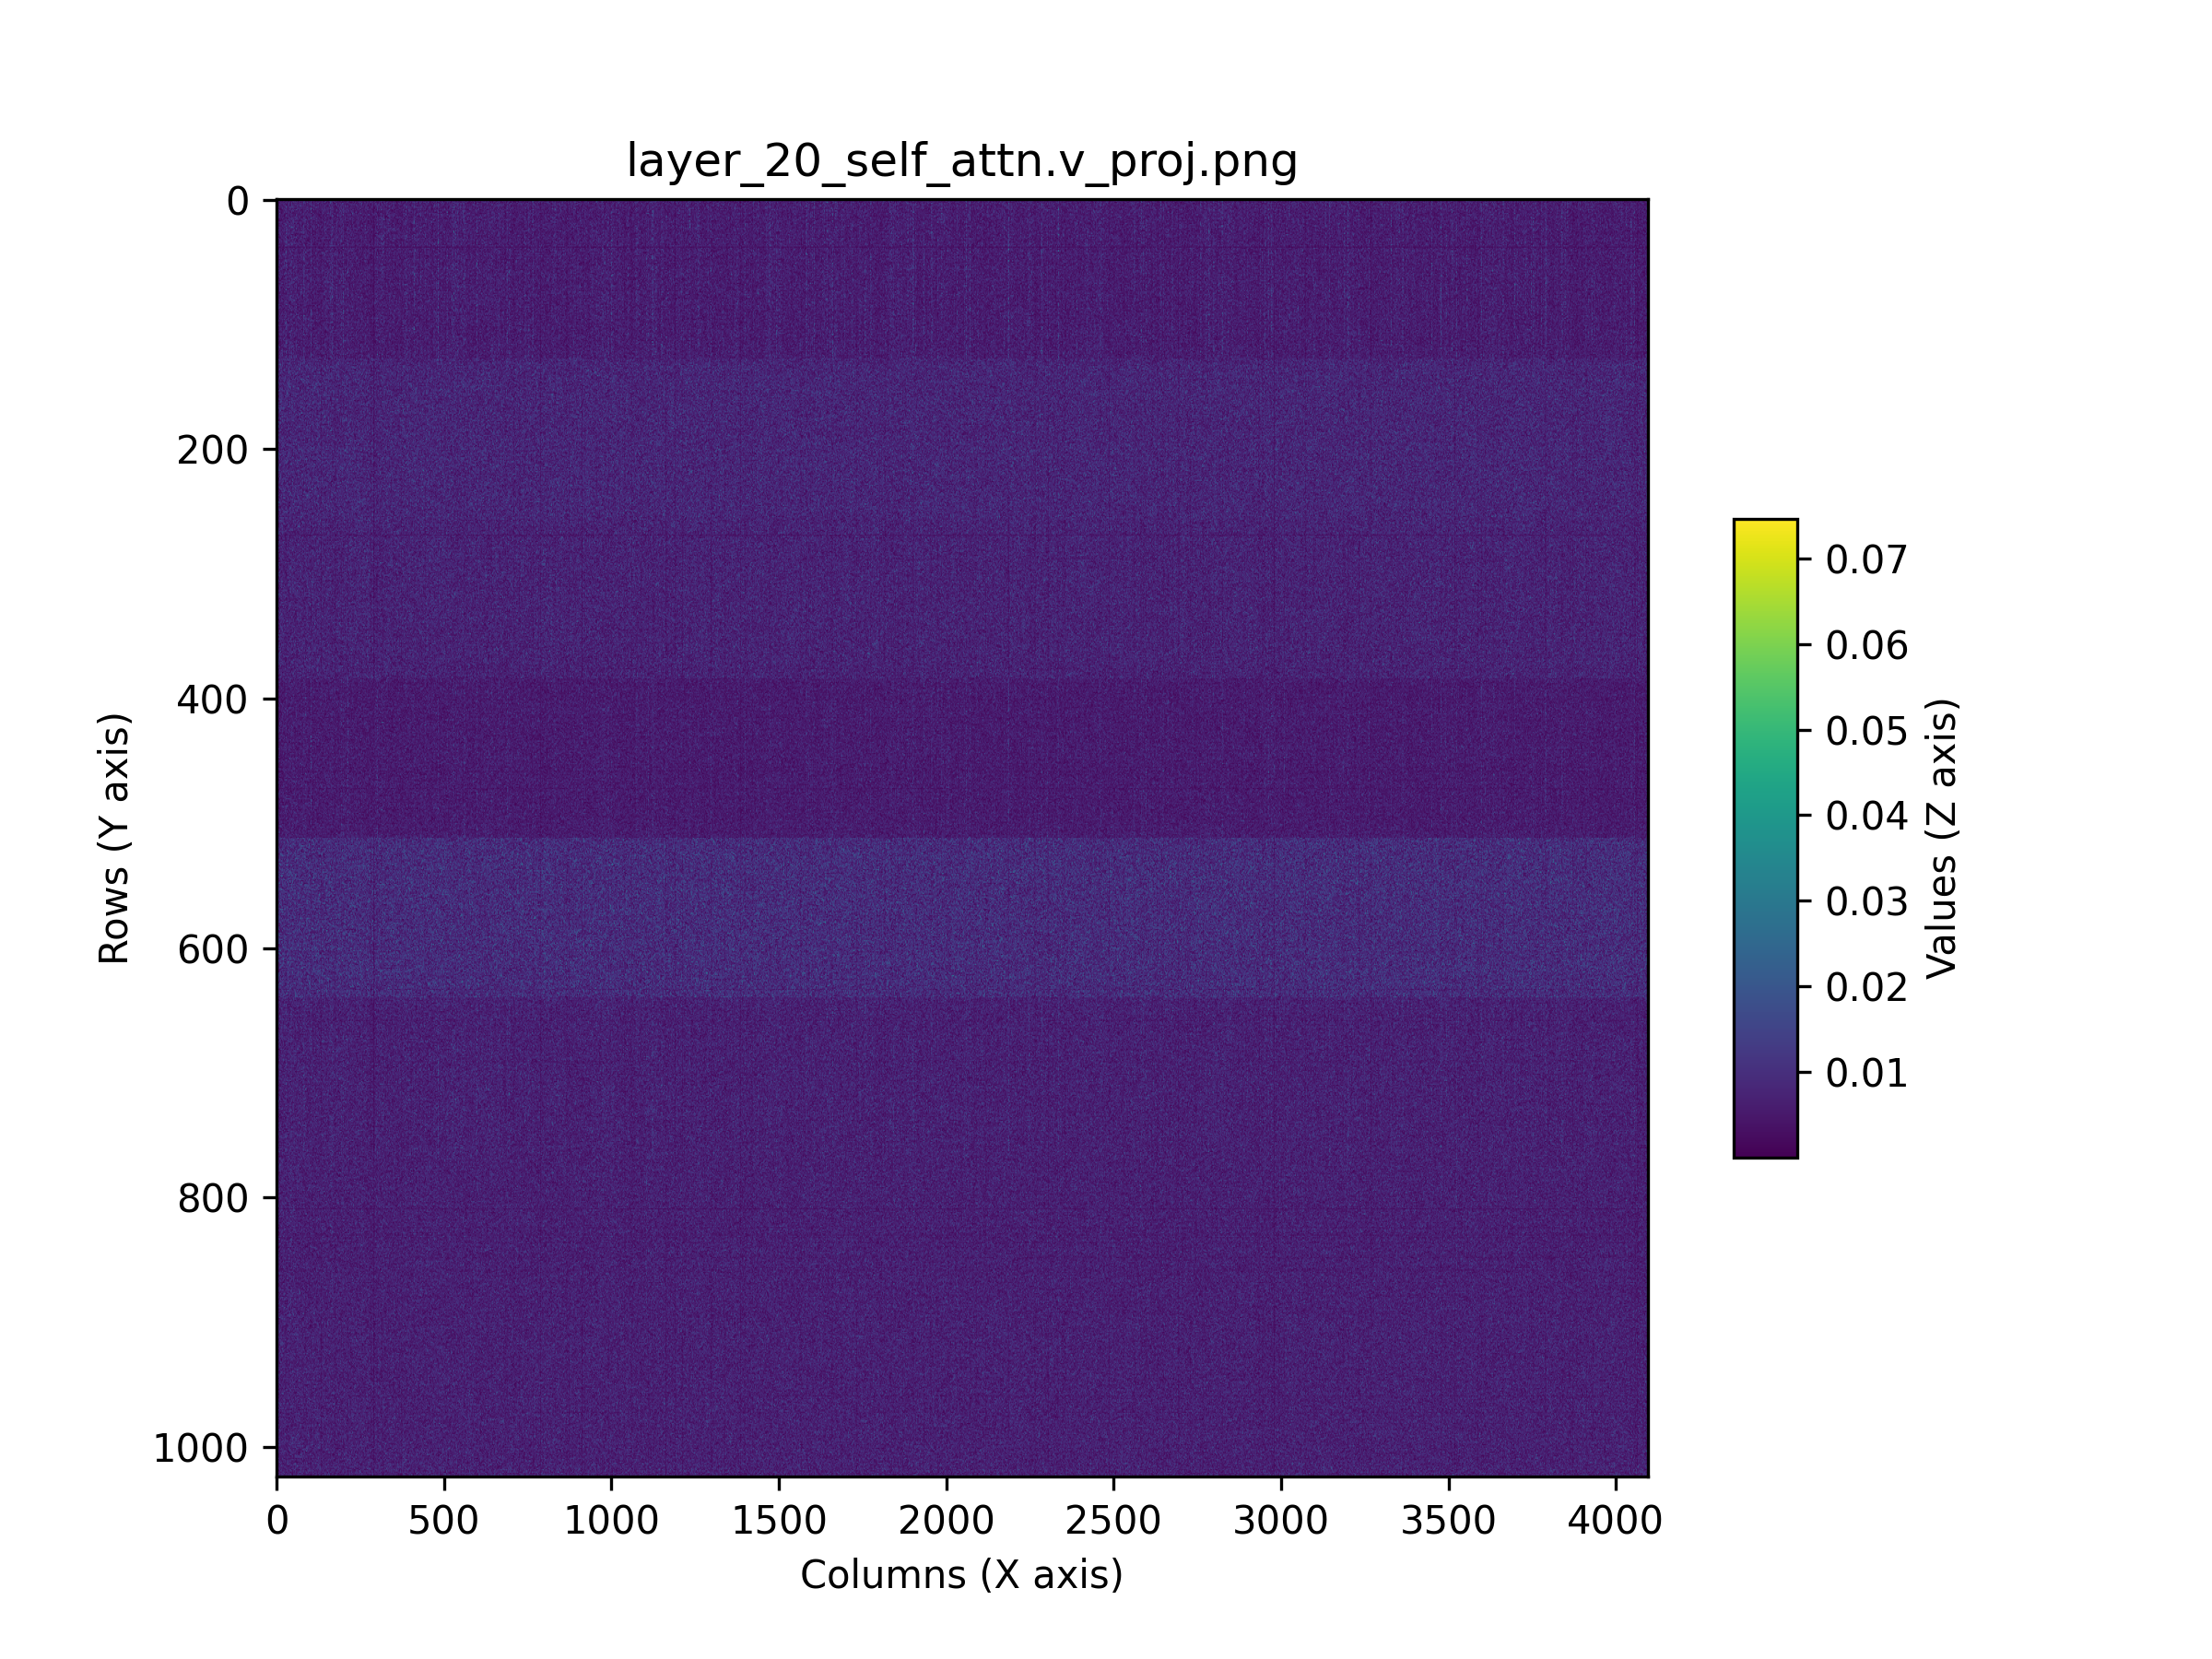 layer_20_self_attn.v_proj.png
0
200
400
600
800
1000
Rows (Y axis)
0 500 1000 1500 2000 2500 3000 3500 4000
Columns (X axis)
0.07
0.06
0.05
0.04
0.03
0.02
0.01
Values (Z axis)